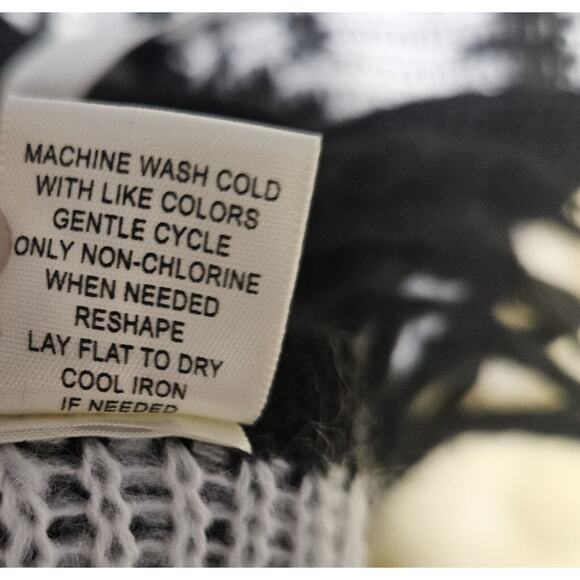 MACHINE WASH COLD
WITH LIKE COLORS
GENTLE CYCLE
ONLY NON-CHLORINE
WHEN NEEDED
RESHAPE
LAY FLAT TO DRY
COOL IRON
IF NEEDED